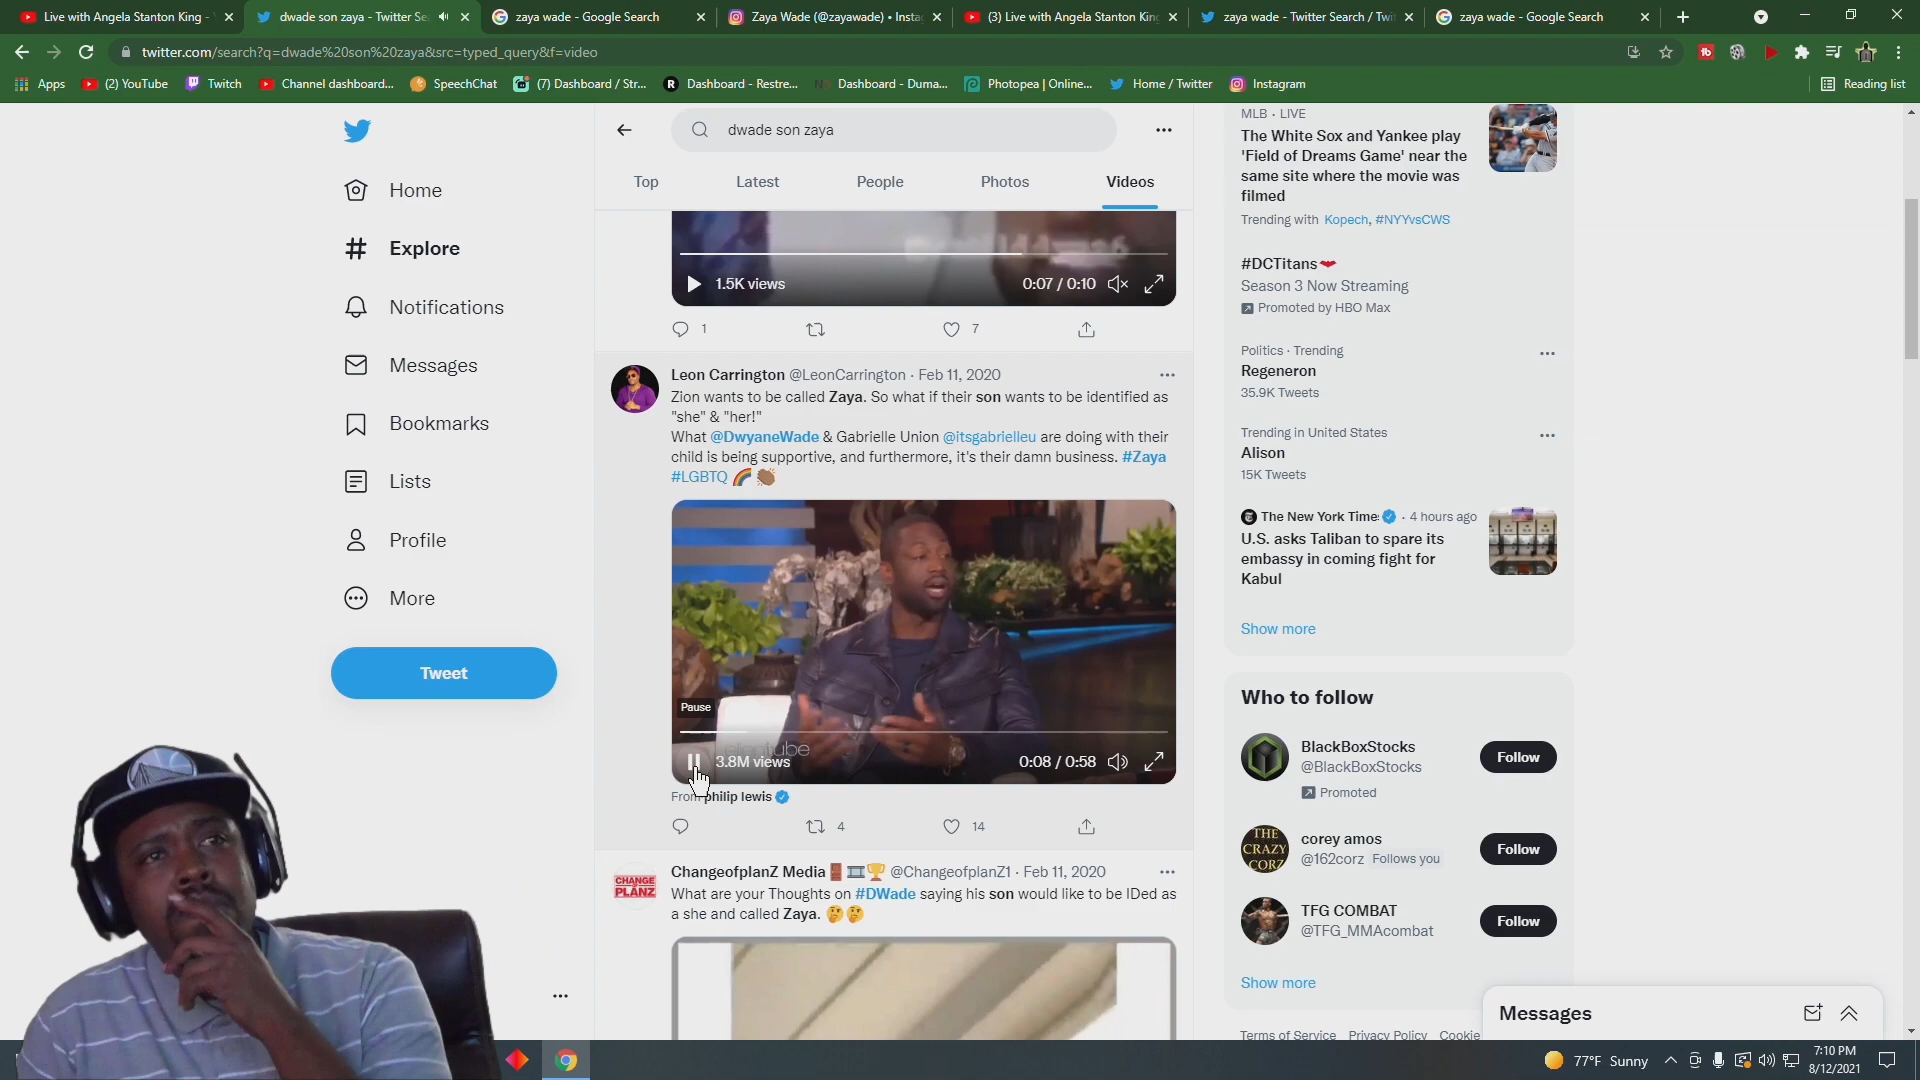 Live with Angela Stanton King -
dwade son zaya - Twitter Se
zaya wade - Google Search
Zaya Wade (@zayawade) • Insta
(3) Live with Angela Stanton Kin
zaya wade - Twitter Search / Twi
zaya wade - Google Search
twitter.com/search?q=dwade%20son%20zaya&src=typed_query&f=video
Apps
(2) YouTube
Twitch
Channel dashboard...
SpeechChat
(7) Dashboard / Str...
Dashboard - Restre...
Dashboard - Duma...
Photopea | Online...
Home / Twitter
Instagram
Reading list
Home
Explore
Notifications
Messages
Bookmarks
Lists
Profile
More
Tweet
dwade son zaya
Top Latest People Photos Videos
1.5K views 0:07 / 0:10
1 7
Leon Carrington @LeonCarrington · Feb 11, 2020
Zion wants to be called Zaya. So what if their son wants to be identified as
"she" & "her!"
What @DwyaneWade & Gabrielle Union @itsgabrielleu are doing with their
child is being supportive, and furthermore, it's their damn business. #Zaya
#LGBTQ
Pause
3.8M views 0:08 / 0:58
From philip lewis
4 14
ChangeofplanZ Media @ChangeofplanZ1 · Feb 11, 2020
What are your Thoughts on #DWade saying his son would like to be IDed as
a she and called Zaya.
CHANGE
OF
PLANZ
MLB · LIVE
The White Sox and Yankee play
'Field of Dreams Game' near the
same site where the movie was
filmed
Trending with Kopech, #NYYvsCWS
#DCTitans
Season 3 Now Streaming
Promoted by HBO Max
Politics · Trending
Regeneron
35.9K Tweets
Trending in United States
Alison
15K Tweets
The New York Time · 4 hours ago
U.S. asks Taliban to spare its
embassy in coming fight for
Kabul
Show more
Who to follow
BlackBoxStocks
@BlackBoxStocks
Promoted
Follow
THE
CRAZY
CORZ
corey amos
@162corz Follows you
Follow
TFG COMBAT
@TFG_MMAcombat
Follow
Show more
Terms of Service Privacy Policy Cookie
Messages
77°F Sunny
7:10 PM
8/12/2021